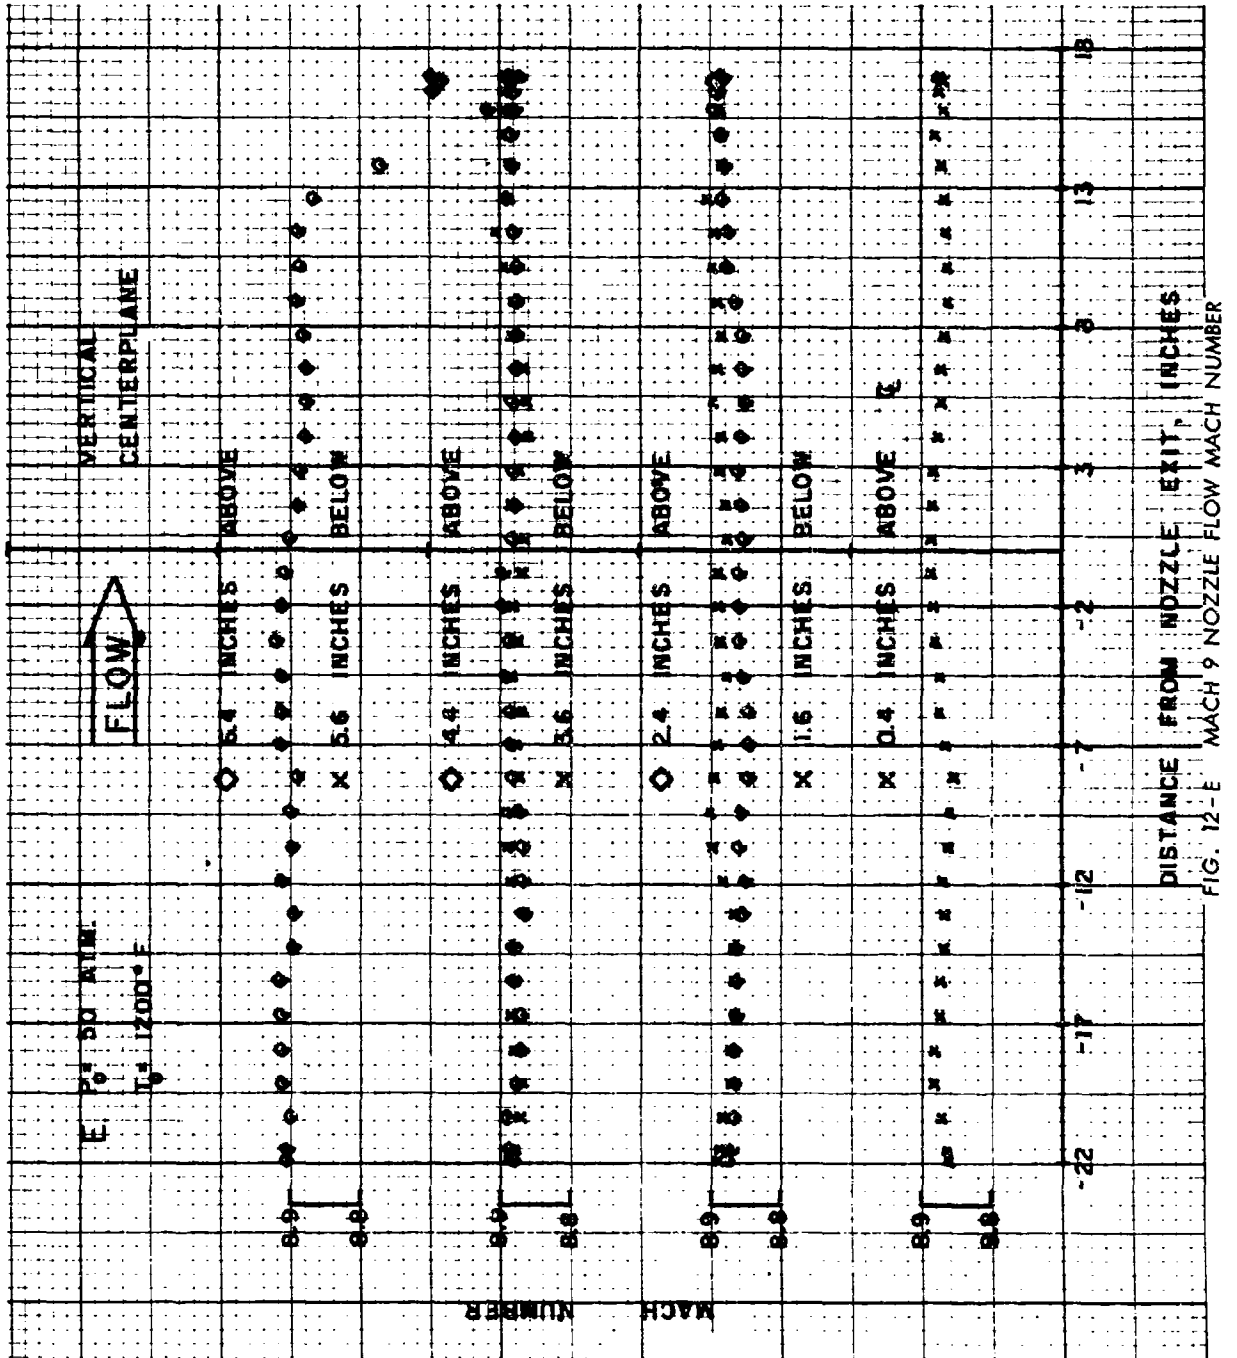 E. P₀= 50 ATM.
T₀= 1200°F
FLOW
VERTICAL
CENTERPLANE
6.4 INCHES ABOVE
5.6 INCHES BELOW
4.4 INCHES ABOVE
3.6 INCHES BELOW
2.4 INCHES ABOVE
1.6 INCHES BELOW
0.4 INCHES ABOVE ℄
MACH
NUMBER
8.9
8.8
8.9
8.8
8.9
8.8
8.9
8.8
-22 -17 -12 -7 -2 3 8 13 18
DISTANCE FROM NOZZLE EXIT, INCHES
FIG. 12-E MACH 9 NOZZLE FLOW MACH NUMBER